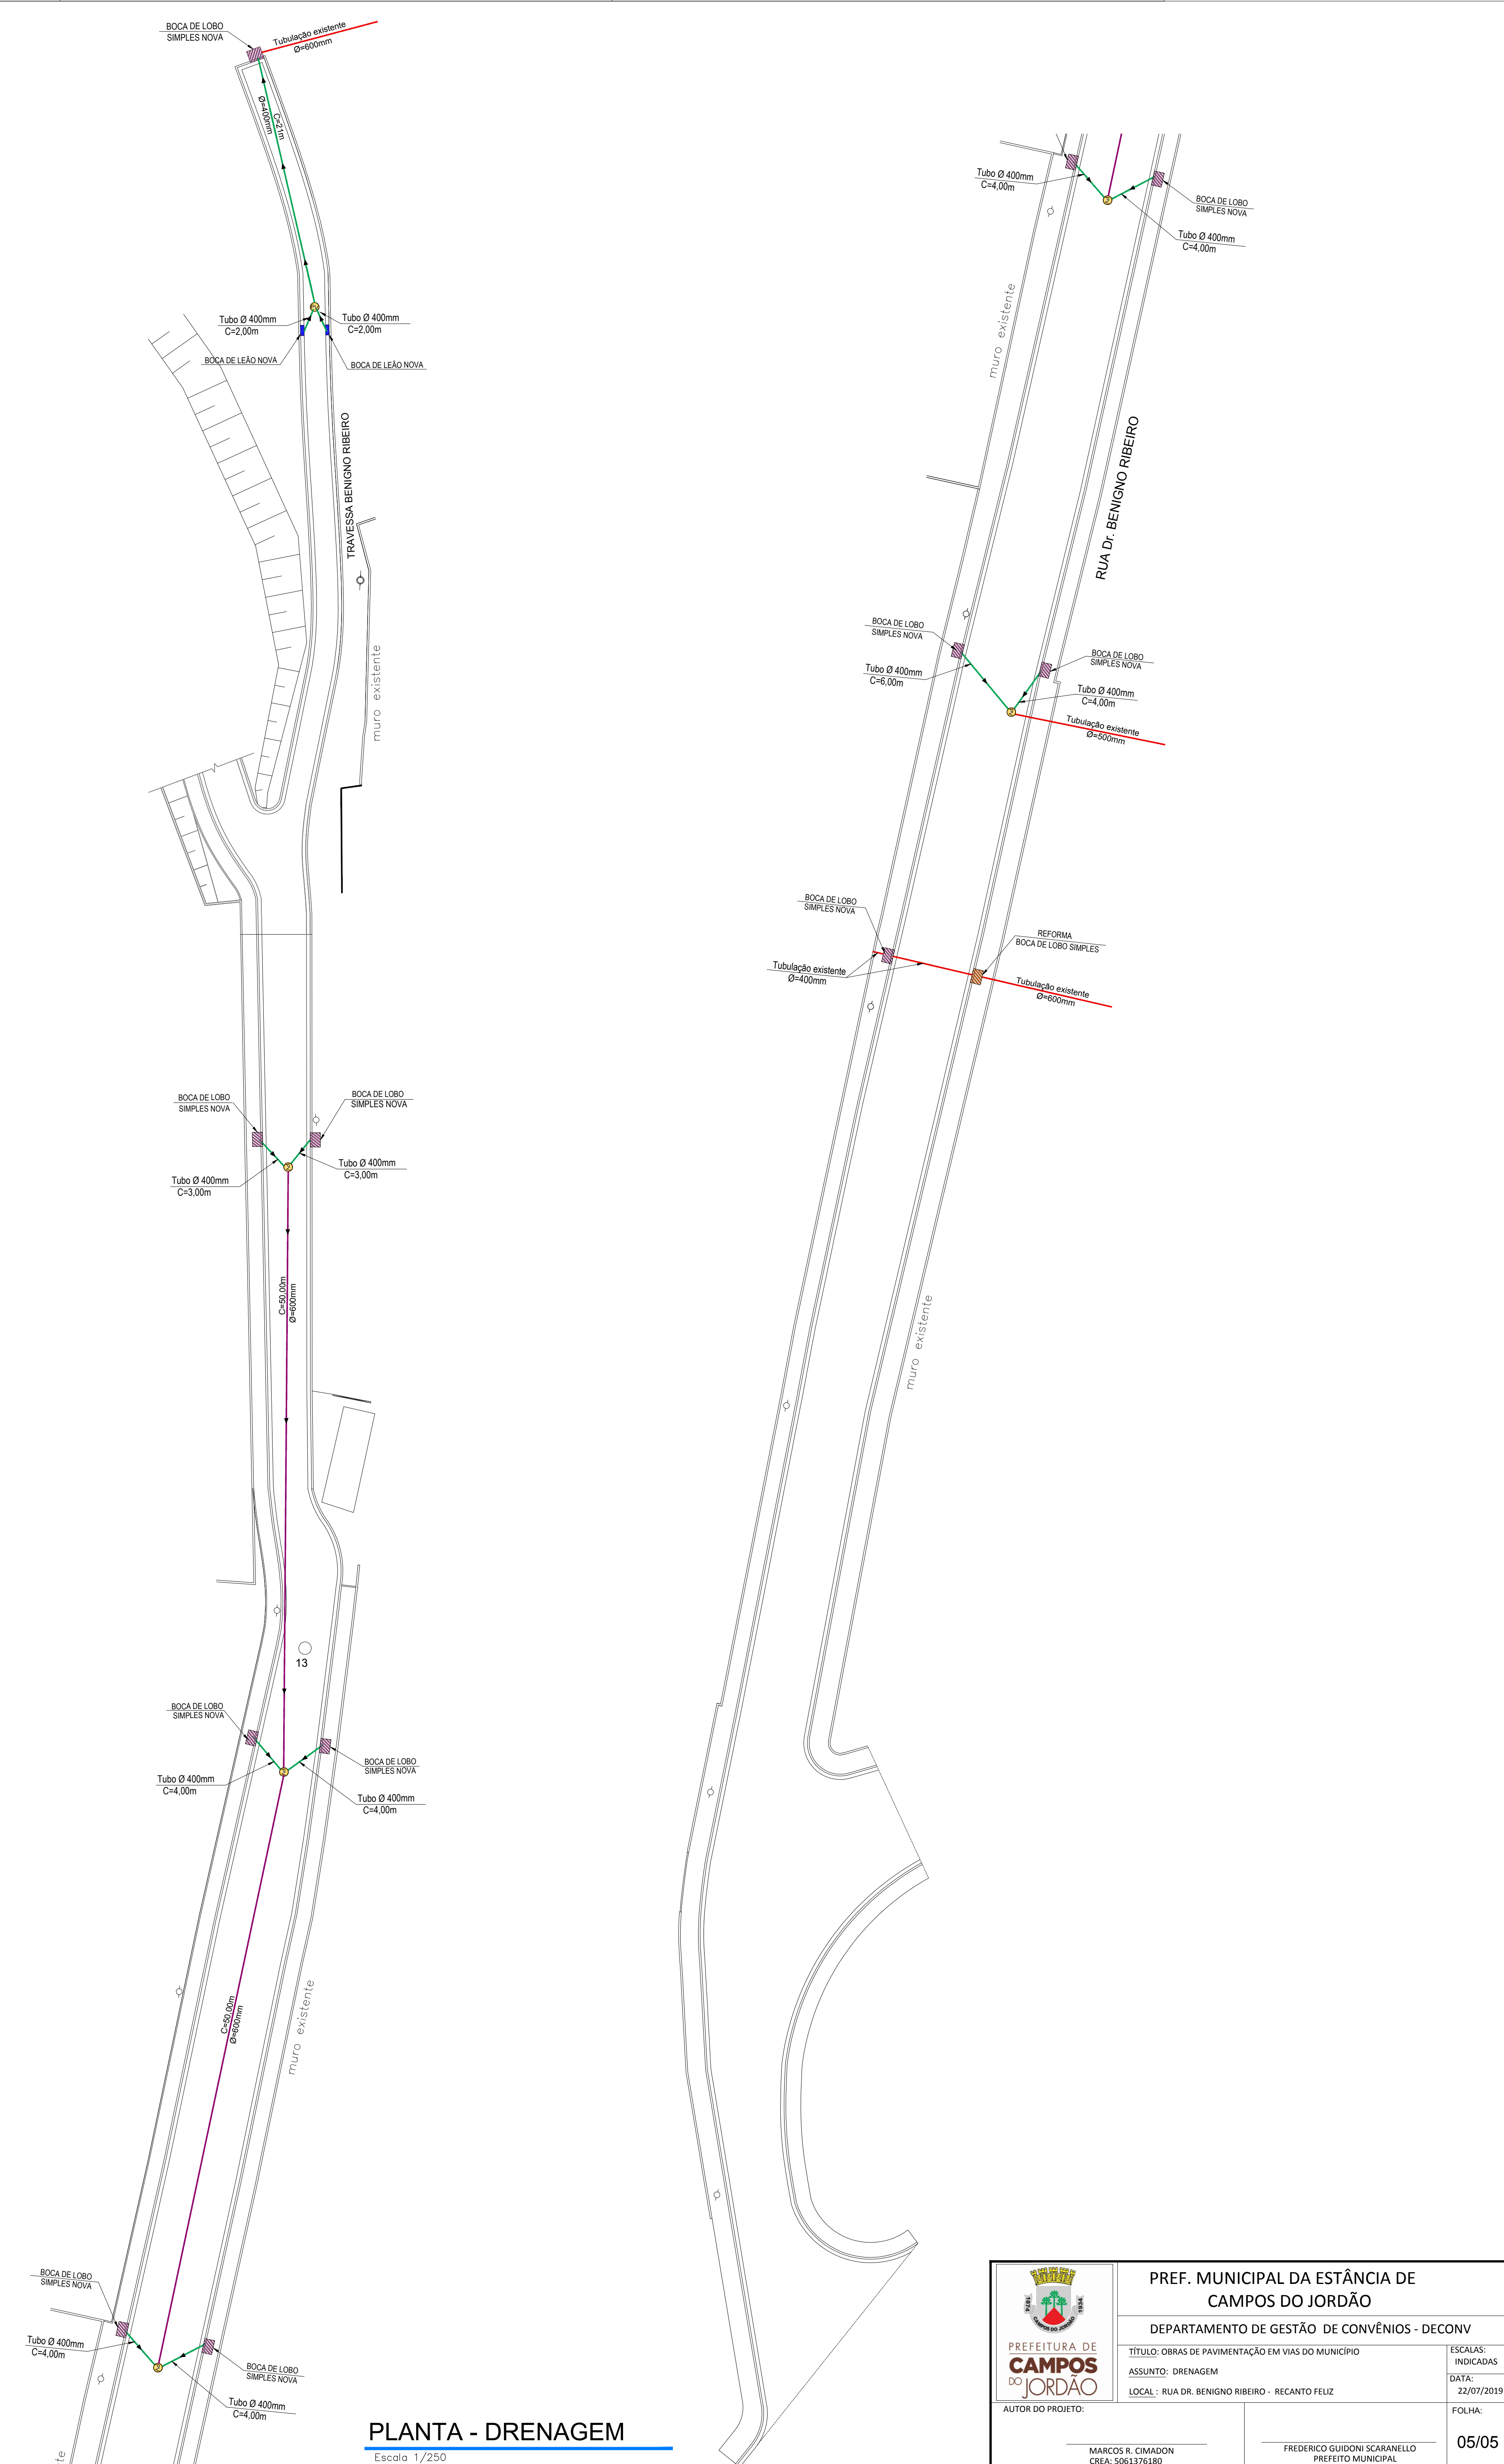 BOCA DE LOBO
SIMPLES NOVA
Tubulação existente
Ø=600mm
C=21m
Ø=400mm
Tubo Ø 400mm
C=2,00m
Tubo Ø 400mm
C=2,00m
BOCA DE LEÃO NOVA
BOCA DE LEÃO NOVA
TRAVESSA BENIGNO RIBEIRO
muro existente
BOCA DE LOBO
SIMPLES NOVA
BOCA DE LOBO
SIMPLES NOVA
Tubo Ø 400mm
C=3,00m
Tubo Ø 400mm
C=3,00m
C=50,00m
Ø=600mm
13
BOCA DE LOBO
SIMPLES NOVA
BOCA DE LOBO
SIMPLES NOVA
Tubo Ø 400mm
C=4,00m
Tubo Ø 400mm
C=4,00m
C=50,00m
Ø=600mm
muro existente
BOCA DE LOBO
SIMPLES NOVA
Tubo Ø 400mm
C=4,00m
BOCA DE LOBO
SIMPLES NOVA
Tubo Ø 400mm
C=4,00m
te
PLANTA - DRENAGEM
Escala 1/250
Tubo Ø 400mm
C=4,00m
BOCA DE LOBO
SIMPLES NOVA
Tubo Ø 400mm
C=4,00m
muro existente
RUA Dr. BENIGNO RIBEIRO
BOCA DE LOBO
SIMPLES NOVA
Tubo Ø 400mm
C=6,00m
BOCA DE LOBO
SIMPLES NOVA
Tubo Ø 400mm
C=4,00m
Tubulação existente
Ø=500mm
BOCA DE LOBO
SIMPLES NOVA
REFORMA
BOCA DE LOBO SIMPLES
Tubulação existente
Ø=400mm
Tubulação existente
Ø=600mm
muro existente
1874
1934
CAMPOS DO JORDÃO
PREFEITURA DE
CAMPOS
DO JORDÃO
PREF. MUNICIPAL DA ESTÂNCIA DE
CAMPOS DO JORDÃO
DEPARTAMENTO DE GESTÃO DE CONVÊNIOS - DECONV
TÍTULO: OBRAS DE PAVIMENTAÇÃO EM VIAS DO MUNICÍPIO
ASSUNTO: DRENAGEM
LOCAL : RUA DR. BENIGNO RIBEIRO - RECANTO FELIZ
ESCALAS:
INDICADAS
DATA:
22/07/2019
AUTOR DO PROJETO:
MARCOS R. CIMADON
CREA: 5061376180
FREDERICO GUIDONI SCARANELLO
PREFEITO MUNICIPAL
FOLHA:
05/05